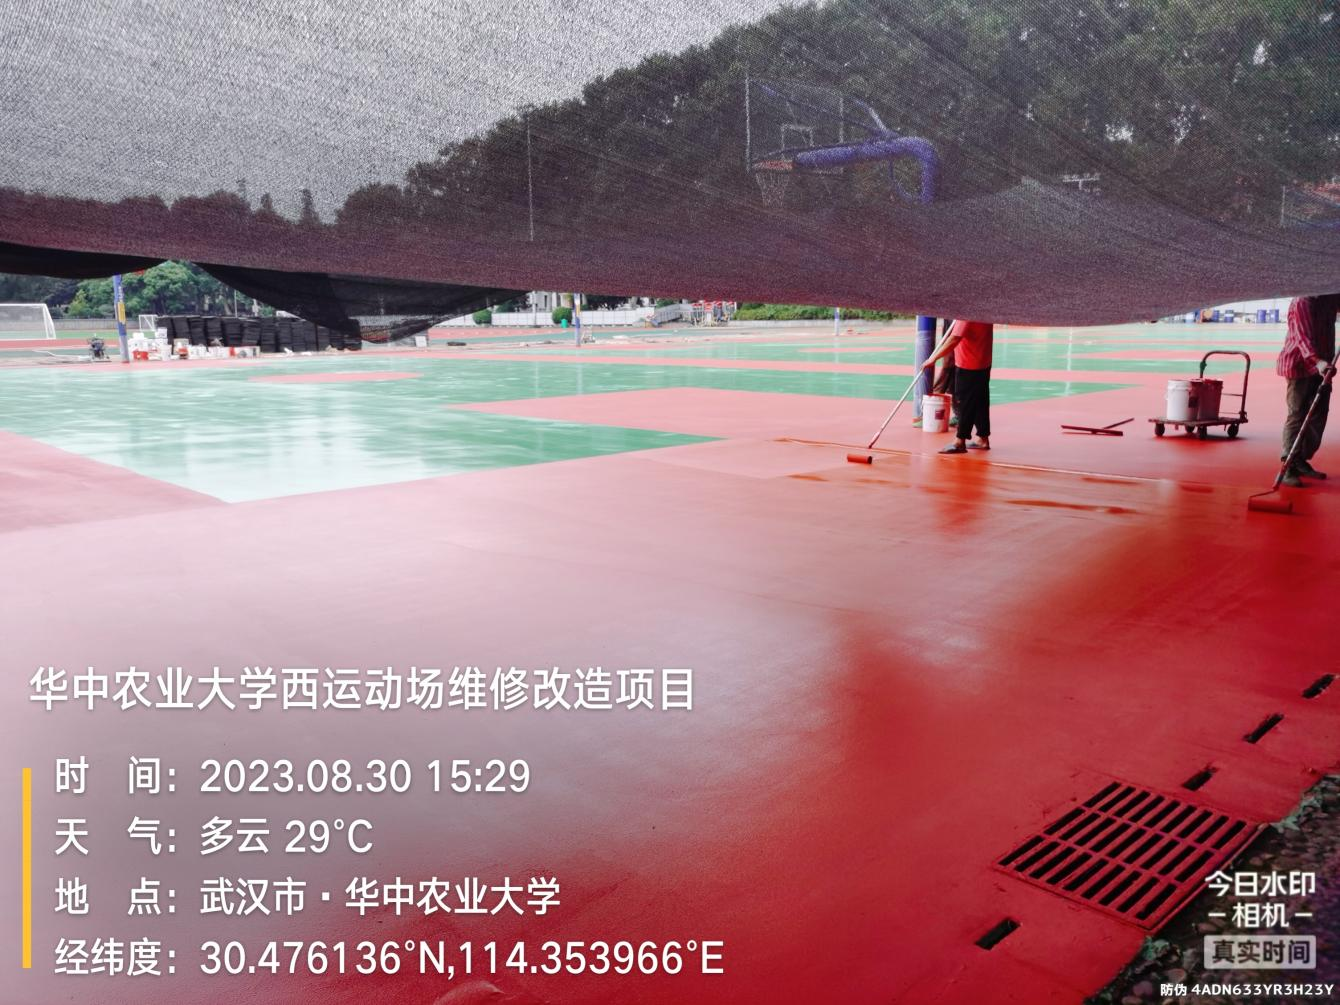 华中农业大学西运动场维修改造项目
时 间：2023.08.30 15:29
天 气：多云 29°C
地 点：武汉市·华中农业大学
经纬度：30.476136°N,114.353966°E
今日水印
相机
真实时间
防伪 4ADN633YR3H23Y